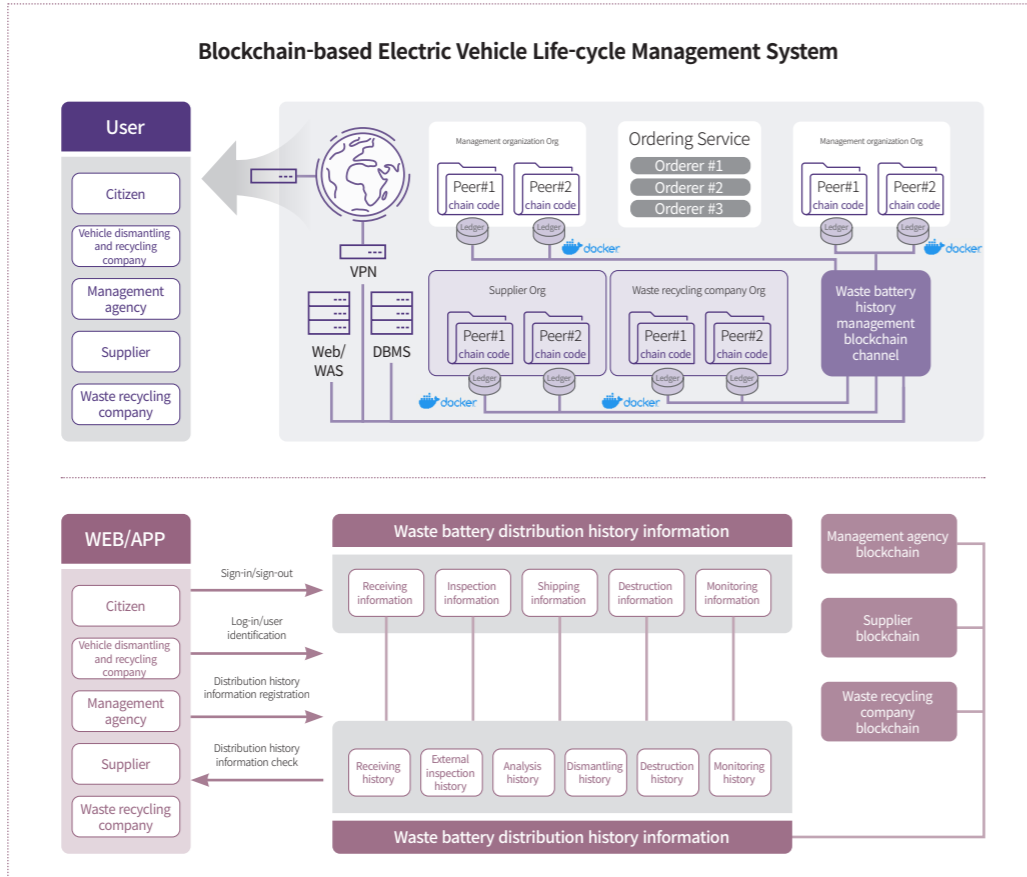 Blockchain-based Electric Vehicle Life-cycle Management System
User
Citizen
Vehicle dismantling
and recycling
company
Management
agency
Supplier
Waste recycling
company
VPN
Web/
WAS
DBMS
Management organization Org
Peer#1
chain code
Peer#2
chain code
Ledger
Ledger
docker
Ordering Service
Orderer #1
Orderer #2
Orderer #3
Management organization Org
Peer#1
chain code
Peer#2
chain code
Ledger
Ledger
docker
Supplier Org
Peer#1
chain code
Peer#2
chain code
Ledger
Ledger
docker
Waste recycling company Org
Peer#1
chain code
Peer#2
chain code
Ledger
Ledger
docker
Waste battery
history
management
blockchain
channel
WEB/APP
Citizen
Vehicle dismantling
and recycling
company
Management
agency
Supplier
Waste recycling
company
Sign-in/sign-out
Log-in/user
identification
Distribution history
information registration
Distribution history
information check
Waste battery distribution history information
Receiving
information
Inspection
information
Shipping
information
Destruction
information
Monitoring
information
Receiving
history
External
inspection
history
Analysis
history
Dismantling
history
Destruction
history
Monitoring
history
Waste battery distribution history information
Management agency
blockchain
Supplier
blockchain
Waste recycling
company
blockchain